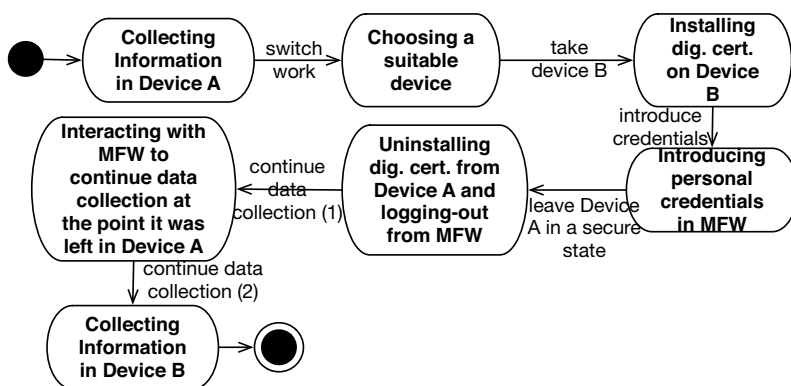 Collecting
Information
in Device A
switch
work
Choosing a
suitable
device
take
device B
Installing
dig. cert.
on Device
B
introduce
credentials
Introducing
personal
credentials
in MFW
leave Device
A in a secure
state
Uninstalling
dig. cert. from
Device A and
logging-out
from MFW
continue
data
collection (1)
Interacting with
MFW to
continue data
collection at
the point it was
left in Device A
continue data
collection (2)
Collecting
Information
in Device B